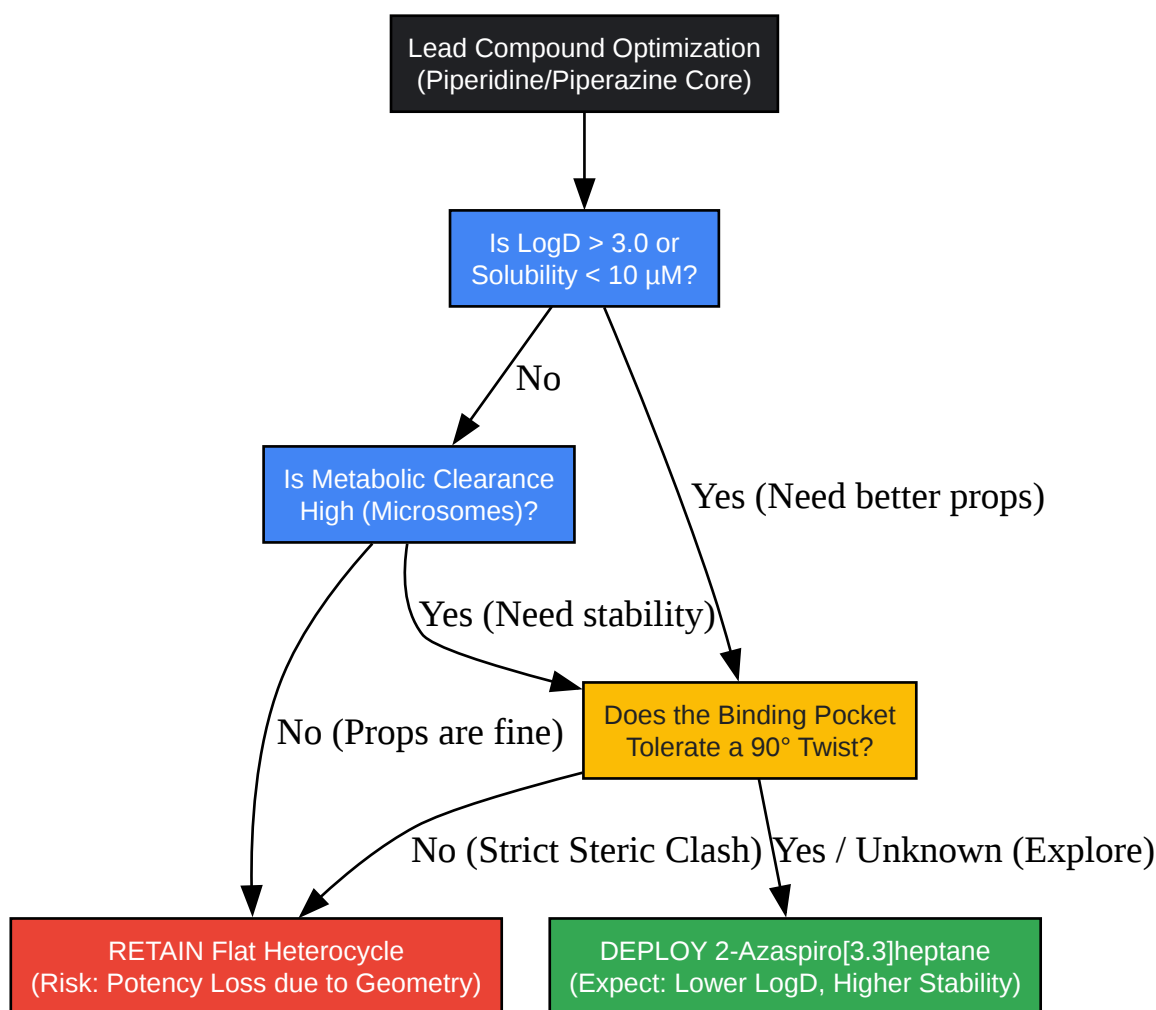 Lead Compound Optimization
(Piperidine/Piperazine Core)
Is LogD > 3.0 or
Solubility < 10 µM?
No
Is Metabolic Clearance
High (Microsomes)?
Yes (Need better props)
Yes (Need stability)
No (Props are fine)
Does the Binding Pocket
Tolerate a 90° Twist?
No (Strict Steric Clash)
Yes / Unknown (Explore)
RETAIN Flat Heterocycle
(Risk: Potency Loss due to Geometry)
DEPLOY 2-Azaspiro[3.3]heptane
(Expect: Lower LogD, Higher Stability)